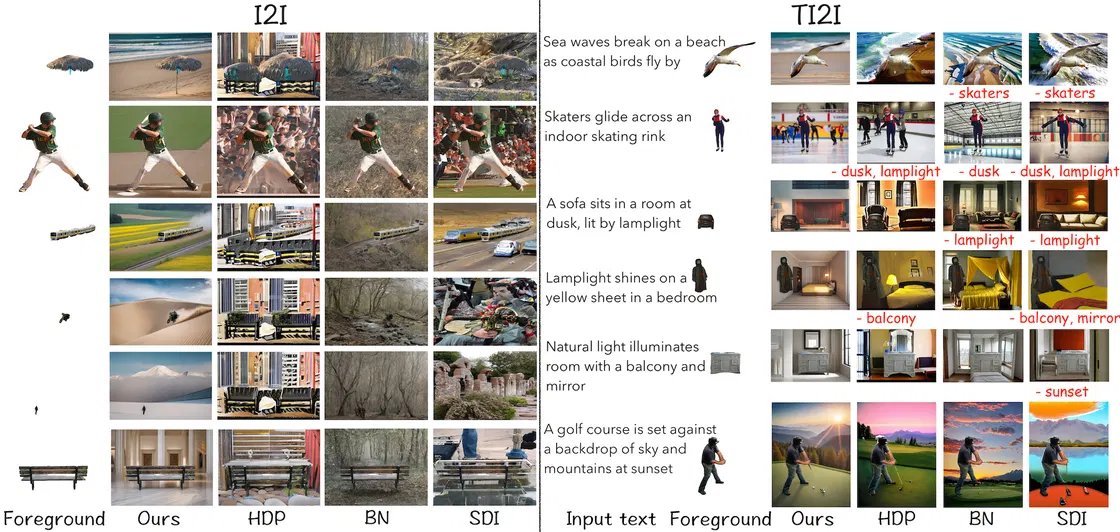 I2I
TI2I
Sea waves break on a beach
as coastal birds fly by
- skaters
- skaters
Skaters glide across an
indoor skating rink
- dusk, lamplight
- dusk
- dusk, lamplight
A sofa sits in a room at
dusk, lit by lamplight
- lamplight
- lamplight
Lamplight shines on a
yellow sheet in a bedroom
- balcony
- balcony, mirror
Natural light illuminates
room with a balcony and
mirror
- sunset
A golf course is set against
a backdrop of sky and
mountains at sunset
Foreground
Ours
HDP
BN
SDI
Input text
Foreground
Ours
HDP
BN
SDI